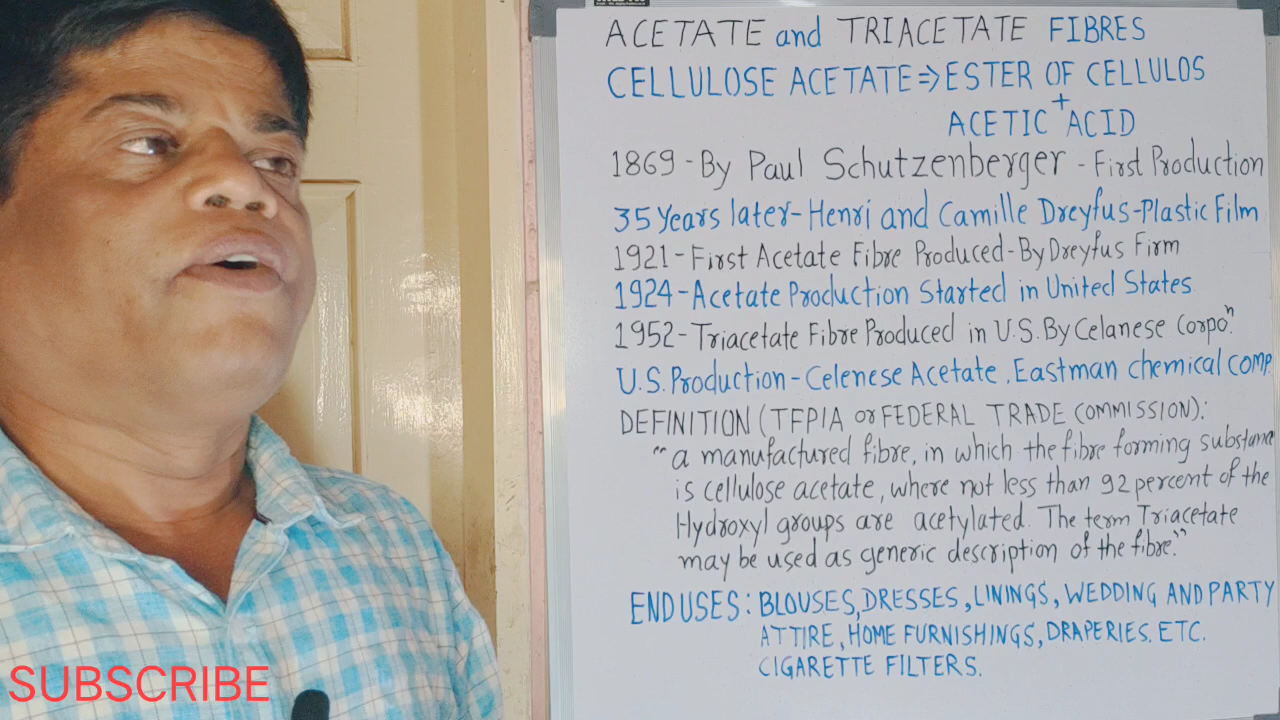 ACETATE and TRIACETATE FIBRES
CELLULOSE ACETATE ⇒ ESTER OF CELLULOS
+
ACETIC ACID
1869 - By Paul Schutzenberger - First Production
35 Years later - Henri and Camille Dreyfus - Plastic Film
1921 - First Acetate Fibre Produced - By Dreyfus Firm
1924 - Acetate Production Started in United States
1952 - Triacetate Fibre Produced in U.S. By Celanese Corpoⁿ.
U.S. Production - Celenese Acetate, Eastman chemical comp
DEFINITION (TFPIA or FEDERAL TRADE COMMISSION):
"a manufactured fibre, in which the fibre forming substance
is cellulose acetate, where not less than 92 percent of the
Hydroxyl groups are acetylated. The term Triacetate
may be used as generic description of the fibre."
END USES: BLOUSES, DRESSES, LININGS, WEDDING AND PARTY
ATTIRE, HOME FURNISHINGS, DRAPERIES. ETC.
CIGARETTE FILTERS.
SUBSCRIBE